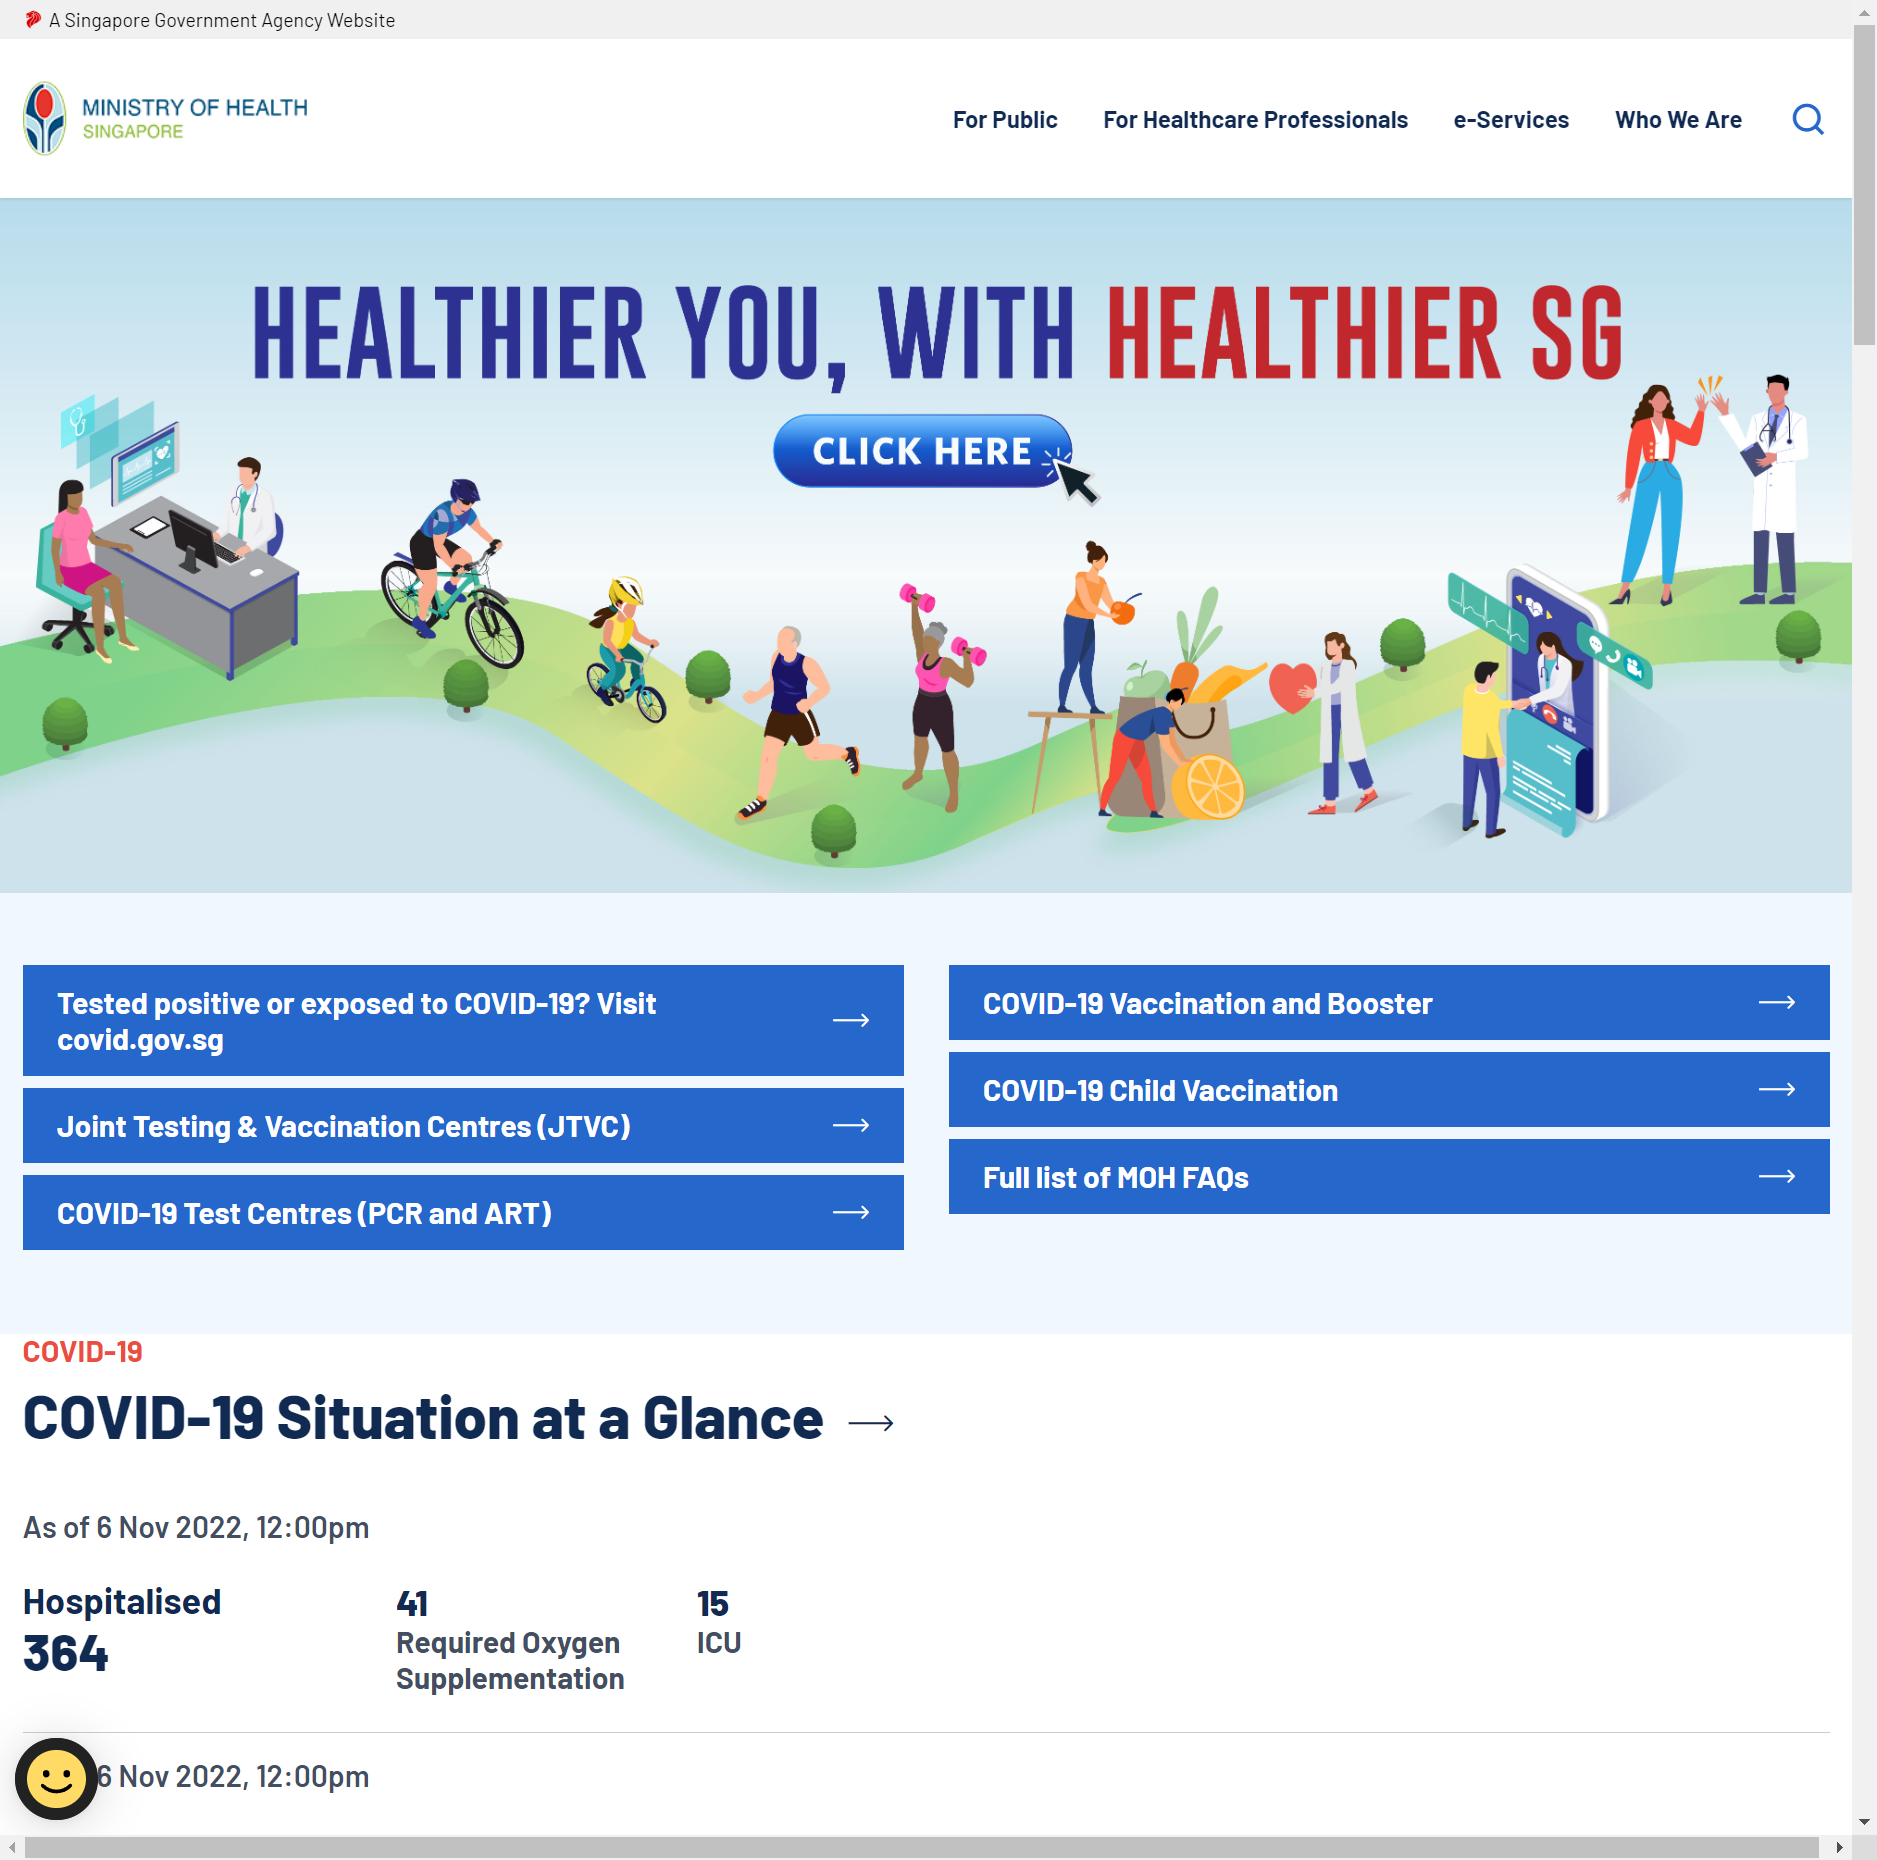 A Singapore Government Agency Website
MINISTRY OF HEALTH
SINGAPORE
For Public
For Healthcare Professionals
e-Services
Who We Are
HEALTHIER YOU, WITH HEALTHIER SG
CLICK HERE
Tested positive or exposed to COVID-19? Visit
covid.gov.sg
Joint Testing & Vaccination Centres (JTVC)
COVID-19 Test Centres (PCR and ART)
COVID-19 Vaccination and Booster
COVID-19 Child Vaccination
Full list of MOH FAQs
COVID-19
COVID-19 Situation at a Glance
As of 6 Nov 2022, 12:00pm
Hospitalised
364
41
Required Oxygen
Supplementation
15
ICU
6 Nov 2022, 12:00pm